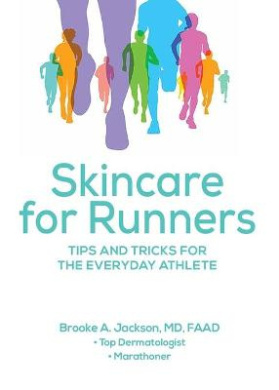 Skincare
for Runners
TIPS AND TRICKS FOR
THE EVERYDAY ATHLETE
Brooke A. Jackson, MD, FAAD
• Top Dermatologist
• Marathoner